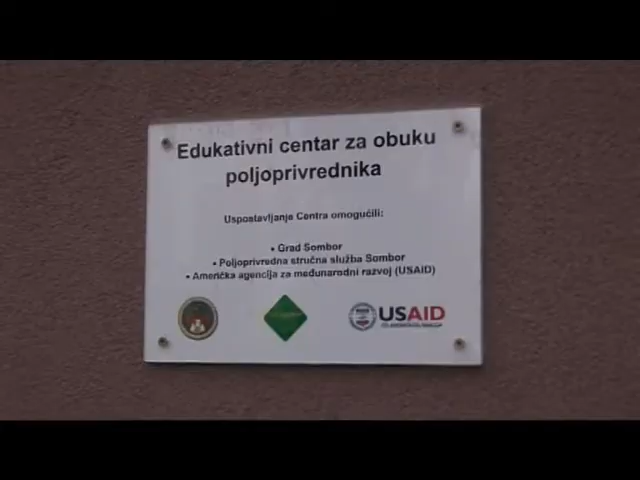 Edukativni centar za obuku
poljoprivrednika
Uspostavljanje Centra omogućili:
• Grad Sombor
• Poljoprivredna stručna služba Sombor
• Američka agencija za međunarodni razvoj (USAID)
USAID